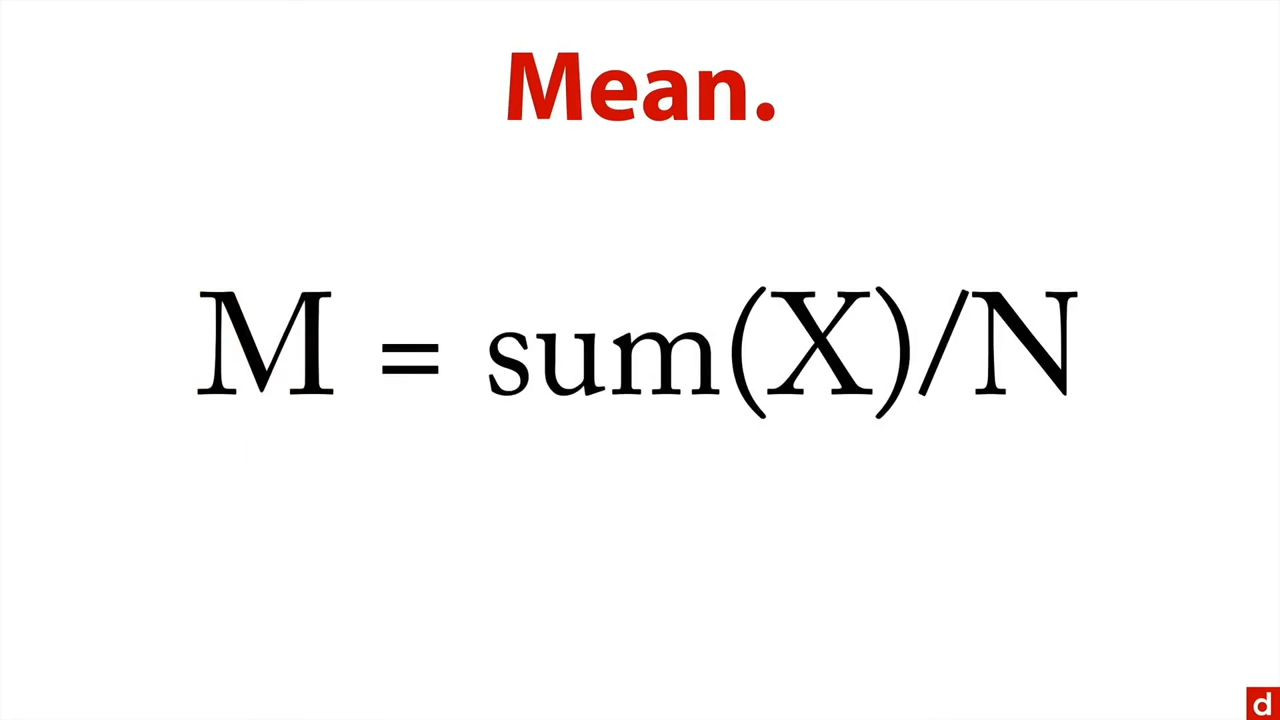 Mean.
M = sum(X)/N
d